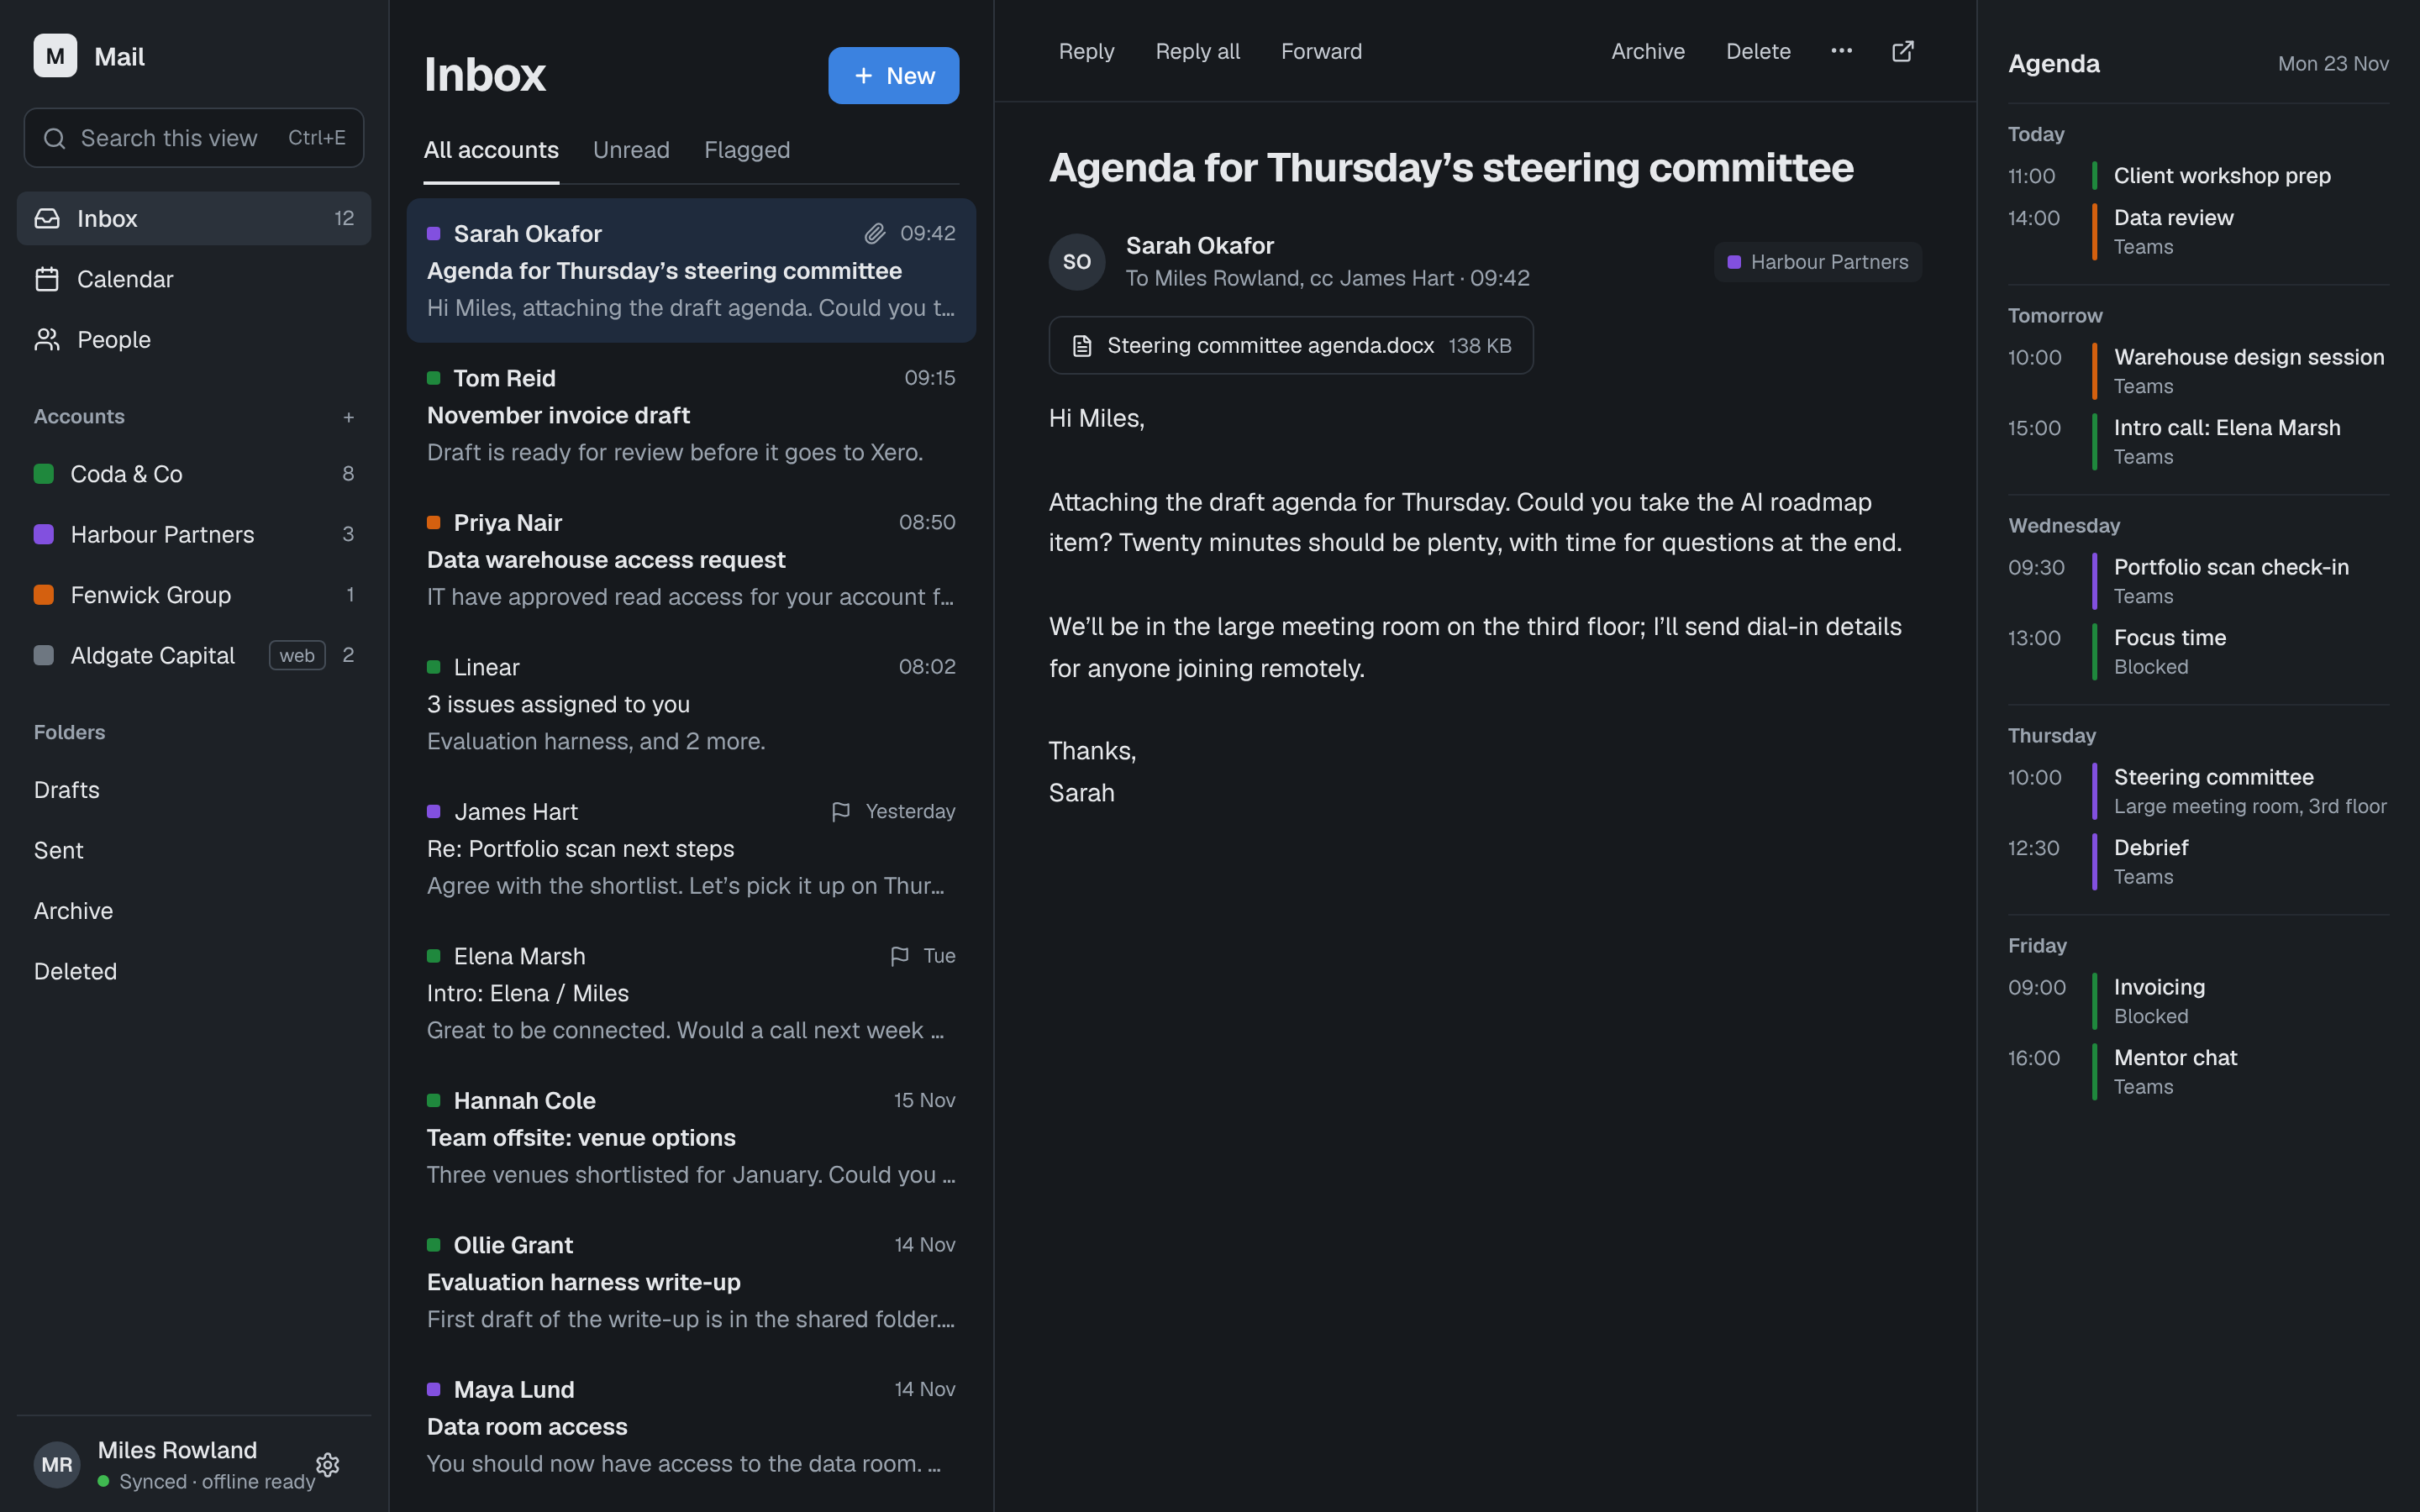 M Mail
Search this view Ctrl+E
Inbox 12
Calendar
People
Accounts +
Coda & Co 8
Harbour Partners 3
Fenwick Group 1
Aldgate Capital web 2
Folders
Drafts
Sent
Archive
Deleted
MR Miles Rowland
Synced · offline ready
Inbox + New
All accounts Unread Flagged
Sarah Okafor 09:42
Agenda for Thursday’s steering committee
Hi Miles, attaching the draft agenda. Could you t…
Tom Reid 09:15
November invoice draft
Draft is ready for review before it goes to Xero.
Priya Nair 08:50
Data warehouse access request
IT have approved read access for your account f…
Linear 08:02
3 issues assigned to you
Evaluation harness, and 2 more.
James Hart Yesterday
Re: Portfolio scan next steps
Agree with the shortlist. Let’s pick it up on Thur…
Elena Marsh Tue
Intro: Elena / Miles
Great to be connected. Would a call next week …
Hannah Cole 15 Nov
Team offsite: venue options
Three venues shortlisted for January. Could you …
Ollie Grant 14 Nov
Evaluation harness write-up
First draft of the write-up is in the shared folder.…
Maya Lund 14 Nov
Data room access
You should now have access to the data room. …
Reply Reply all Forward Archive Delete
Agenda for Thursday’s steering committee
SO Sarah Okafor
To Miles Rowland, cc James Hart · 09:42
Harbour Partners
Steering committee agenda.docx 138 KB
Hi Miles,
Attaching the draft agenda for Thursday. Could you take the AI roadmap
item? Twenty minutes should be plenty, with time for questions at the end.
We’ll be in the large meeting room on the third floor; I’ll send dial-in details
for anyone joining remotely.
Thanks,
Sarah
Agenda Mon 23 Nov
Today
11:00 Client workshop prep
14:00 Data review
Teams
Tomorrow
10:00 Warehouse design session
Teams
15:00 Intro call: Elena Marsh
Teams
Wednesday
09:30 Portfolio scan check-in
Teams
13:00 Focus time
Blocked
Thursday
10:00 Steering committee
Large meeting room, 3rd floor
12:30 Debrief
Teams
Friday
09:00 Invoicing
Blocked
16:00 Mentor chat
Teams